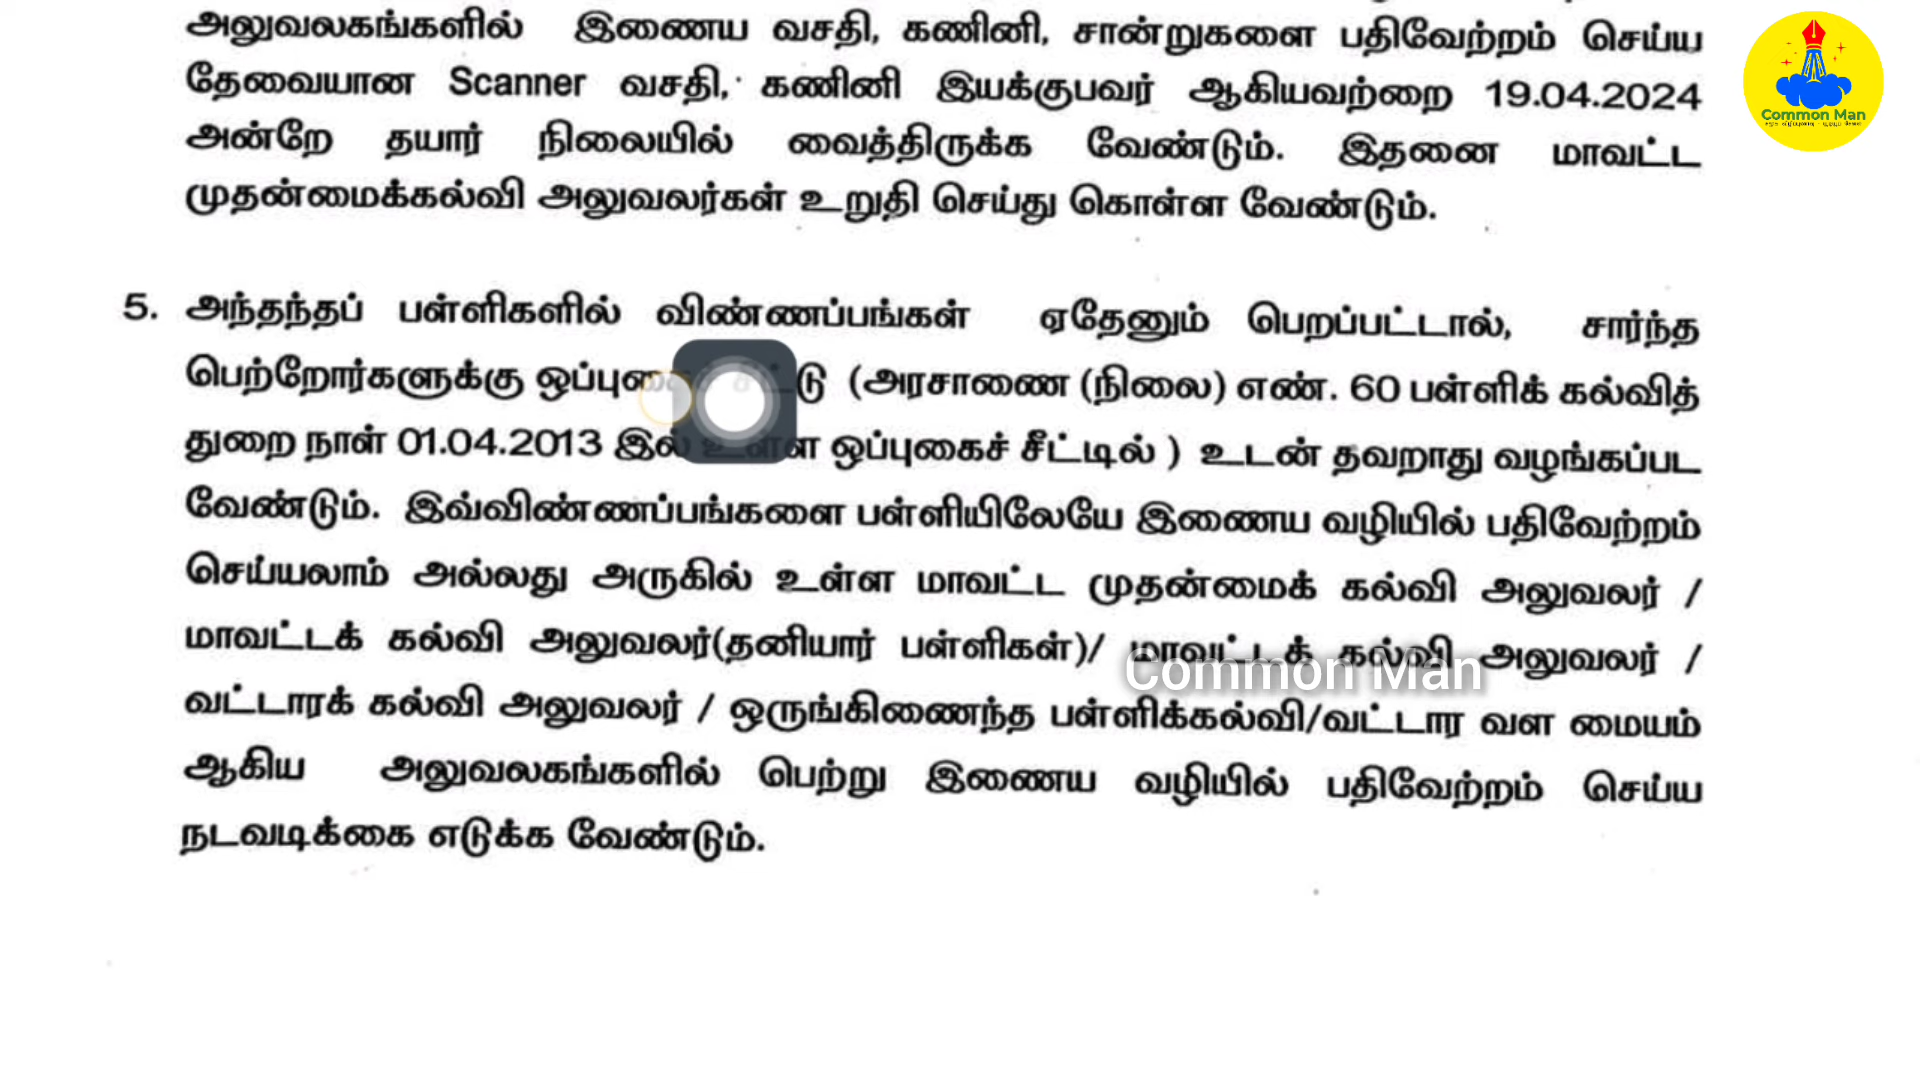 அலுவலகங்களில் இணைய வசதி, கணினி, சான்றுகளை பதிவேற்றம் செய்ய
தேவையான Scanner வசதி, கணினி இயக்குபவர் ஆகியவற்றை 19.04.2024
அன்றே தயார் நிலையில் வைத்திருக்க வேண்டும். இதனை மாவட்ட
முதன்மைக்கல்வி அலுவலர்கள் உறுதி செய்து கொள்ள வேண்டும்.
5. அந்தந்தப் பள்ளிகளில் விண்ணப்பங்கள் ஏதேனும் பெறப்பட்டால், சார்ந்த
பெற்றோர்களுக்கு (அரசாணை (நிலை) எண். 60 பள்ளிக் கல்வித்
துறை நாள் 01.04.2013 இல் உள்ள ஒப்புகைச் சீட்டில் ) உடன் தவறாது வழங்கப்பட
வேண்டும். இவ்விண்ணப்பங்களை பள்ளியிலேயே இணைய வழியில் பதிவேற்றம்
செய்யலாம் அல்லது அருகில் உள்ள மாவட்ட முதன்மைக் கல்வி அலுவலர் /
மாவட்டக் கல்வி அலுவலர்(தனியார் பள்ளிகள்)/ மாவட்டக் கல்வி அலுவலர் /
வட்டாரக் கல்வி அலுவலர் / ஒருங்கிணைந்த பள்ளிக்கல்வி/வட்டார வள மையம்
ஆகிய அலுவலகங்களில் பெற்று இணைய வழியில் பதிவேற்றம் செய்ய
நடவடிக்கை எடுக்க வேண்டும்.
Common Man
Common Man